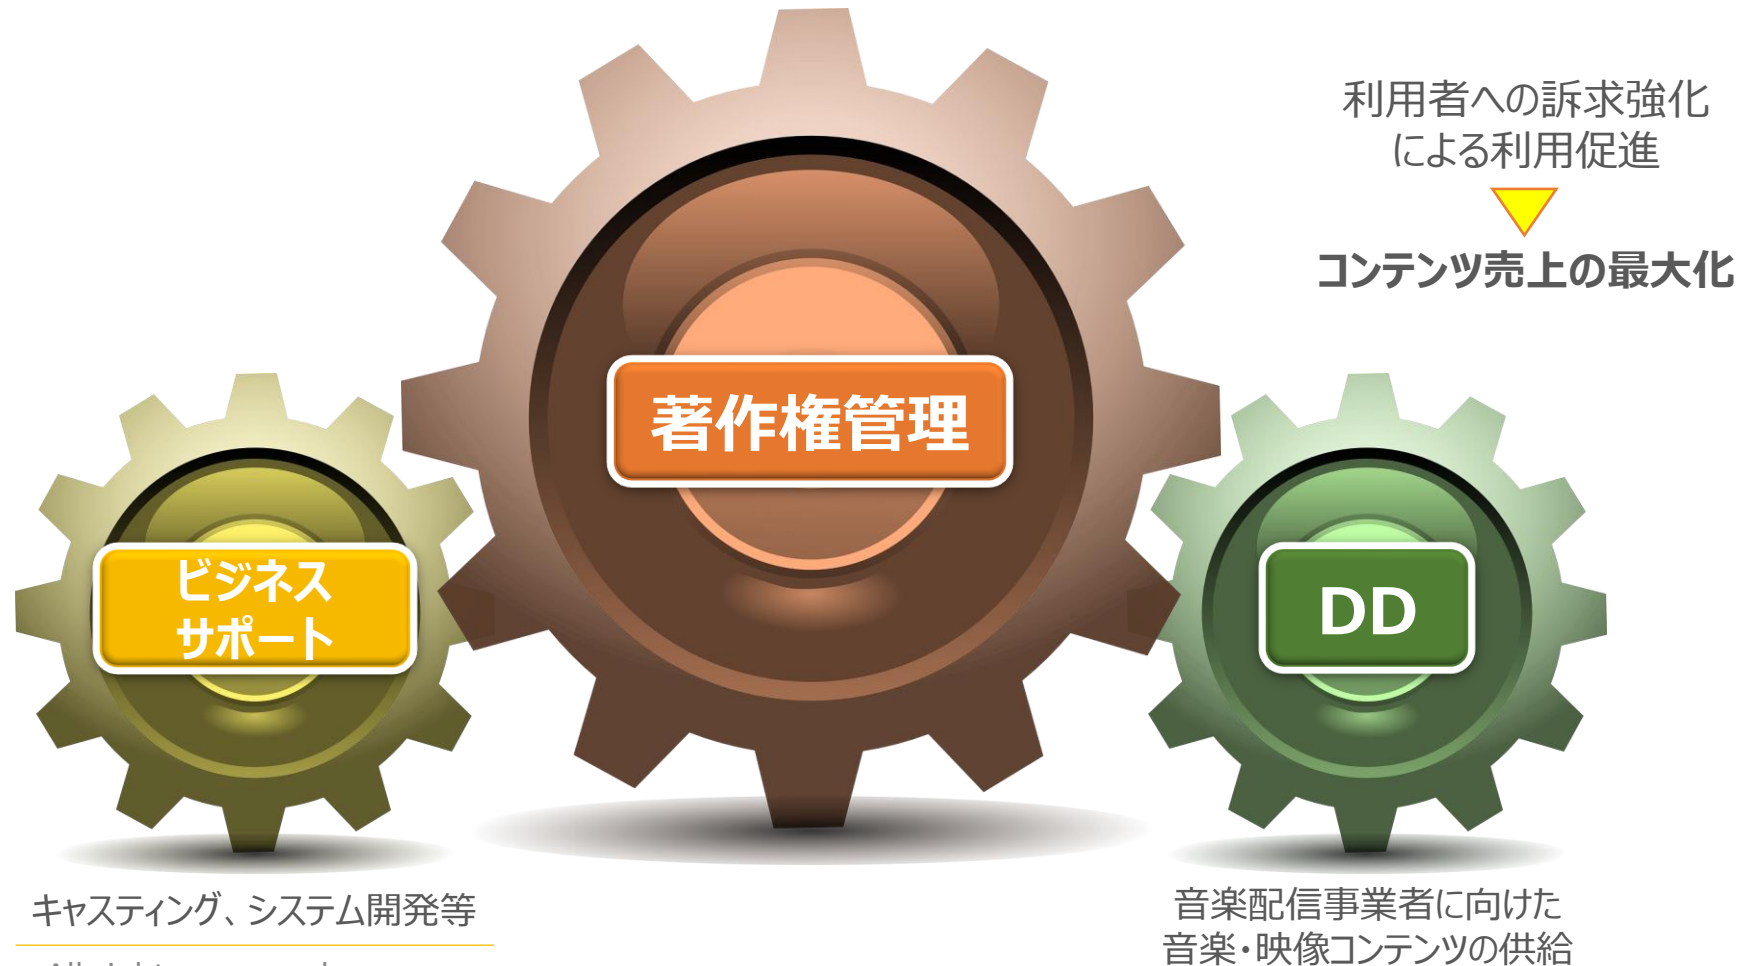 利用者への訴求強化
による利用促進
コンテンツ売上の最大化
著作権管理
ビジネス
サポート
DD
キャスティング、システム開発等
音楽配信事業者に向けた
音楽・映像コンテンツの供給